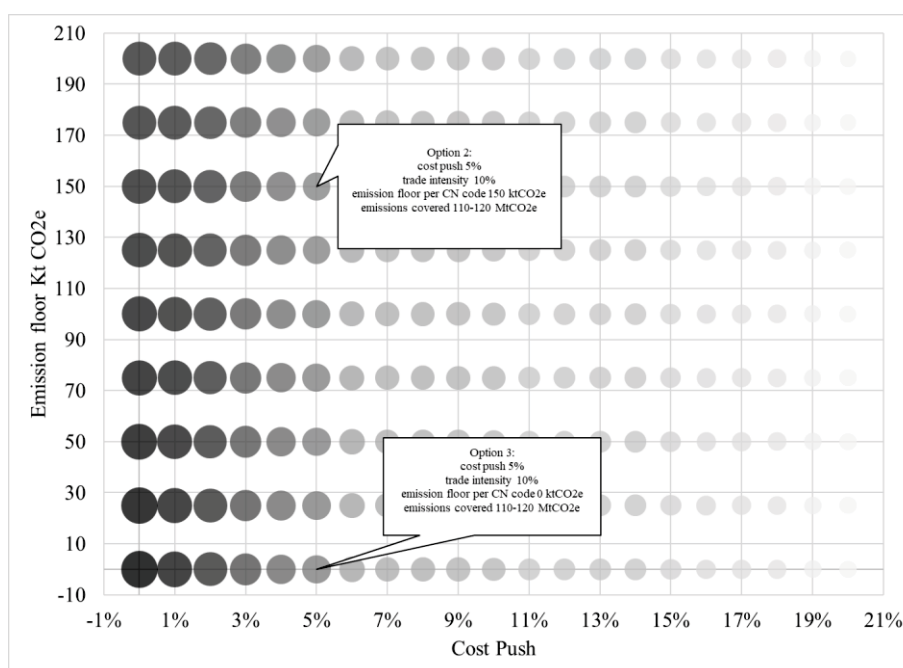 210
190
170
150
130
110
90
70
50
30
10
-10
Emission floor Kt CO2e
Option 2:
cost push 5%
trade intensity 10%
emission floor per CN code 150 ktCO2e
emissions covered 110-120 MtCO2e
Option 3:
cost push 5%
trade intensity 10%
emission floor per CN code 0 ktCO2e
emissions covered 110-120 MtCO2e
-1% 1% 3% 5% 7% 9% 11% 13% 15% 17% 19% 21%
Cost Push